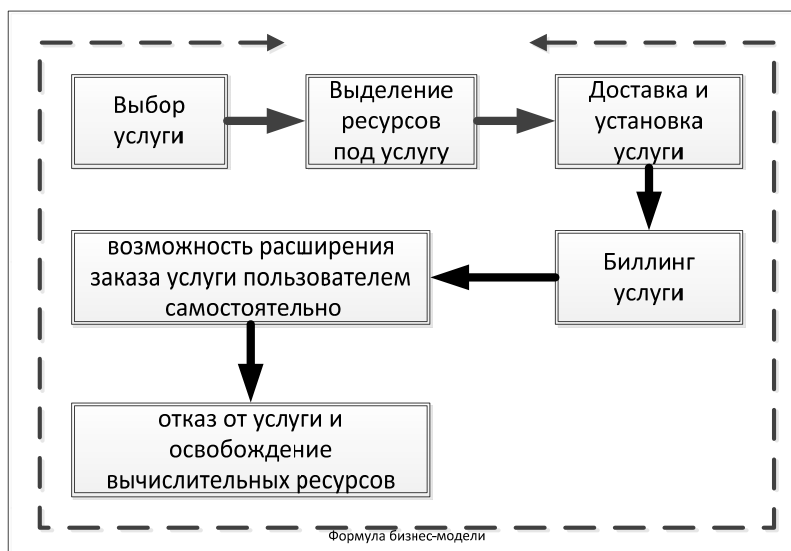 Выбор
услуги
Выделение
ресурсов
под услугу
Доставка и
установка
услуги
Биллинг
услуги
возможность расширения
заказа услуги пользователем
самостоятельно
отказ от услуги и
освобождение
вычислительных ресурсов
Формула бизнес-модели